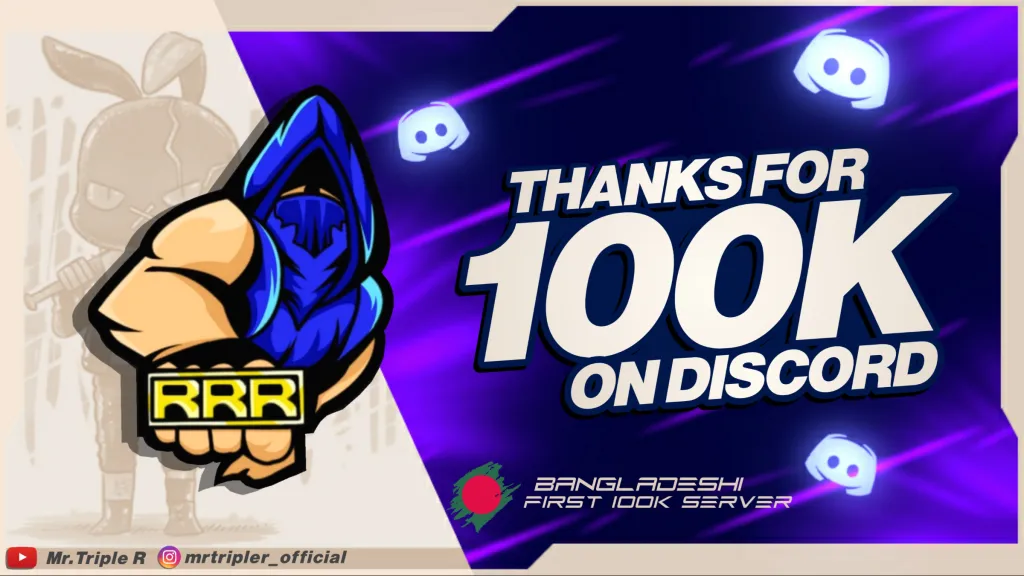 THANKS FOR
100K
ON DISCORD
RRR
BANGLADESHI
FIRST 100K SERVER
Mr.Triple R mrtripler_official